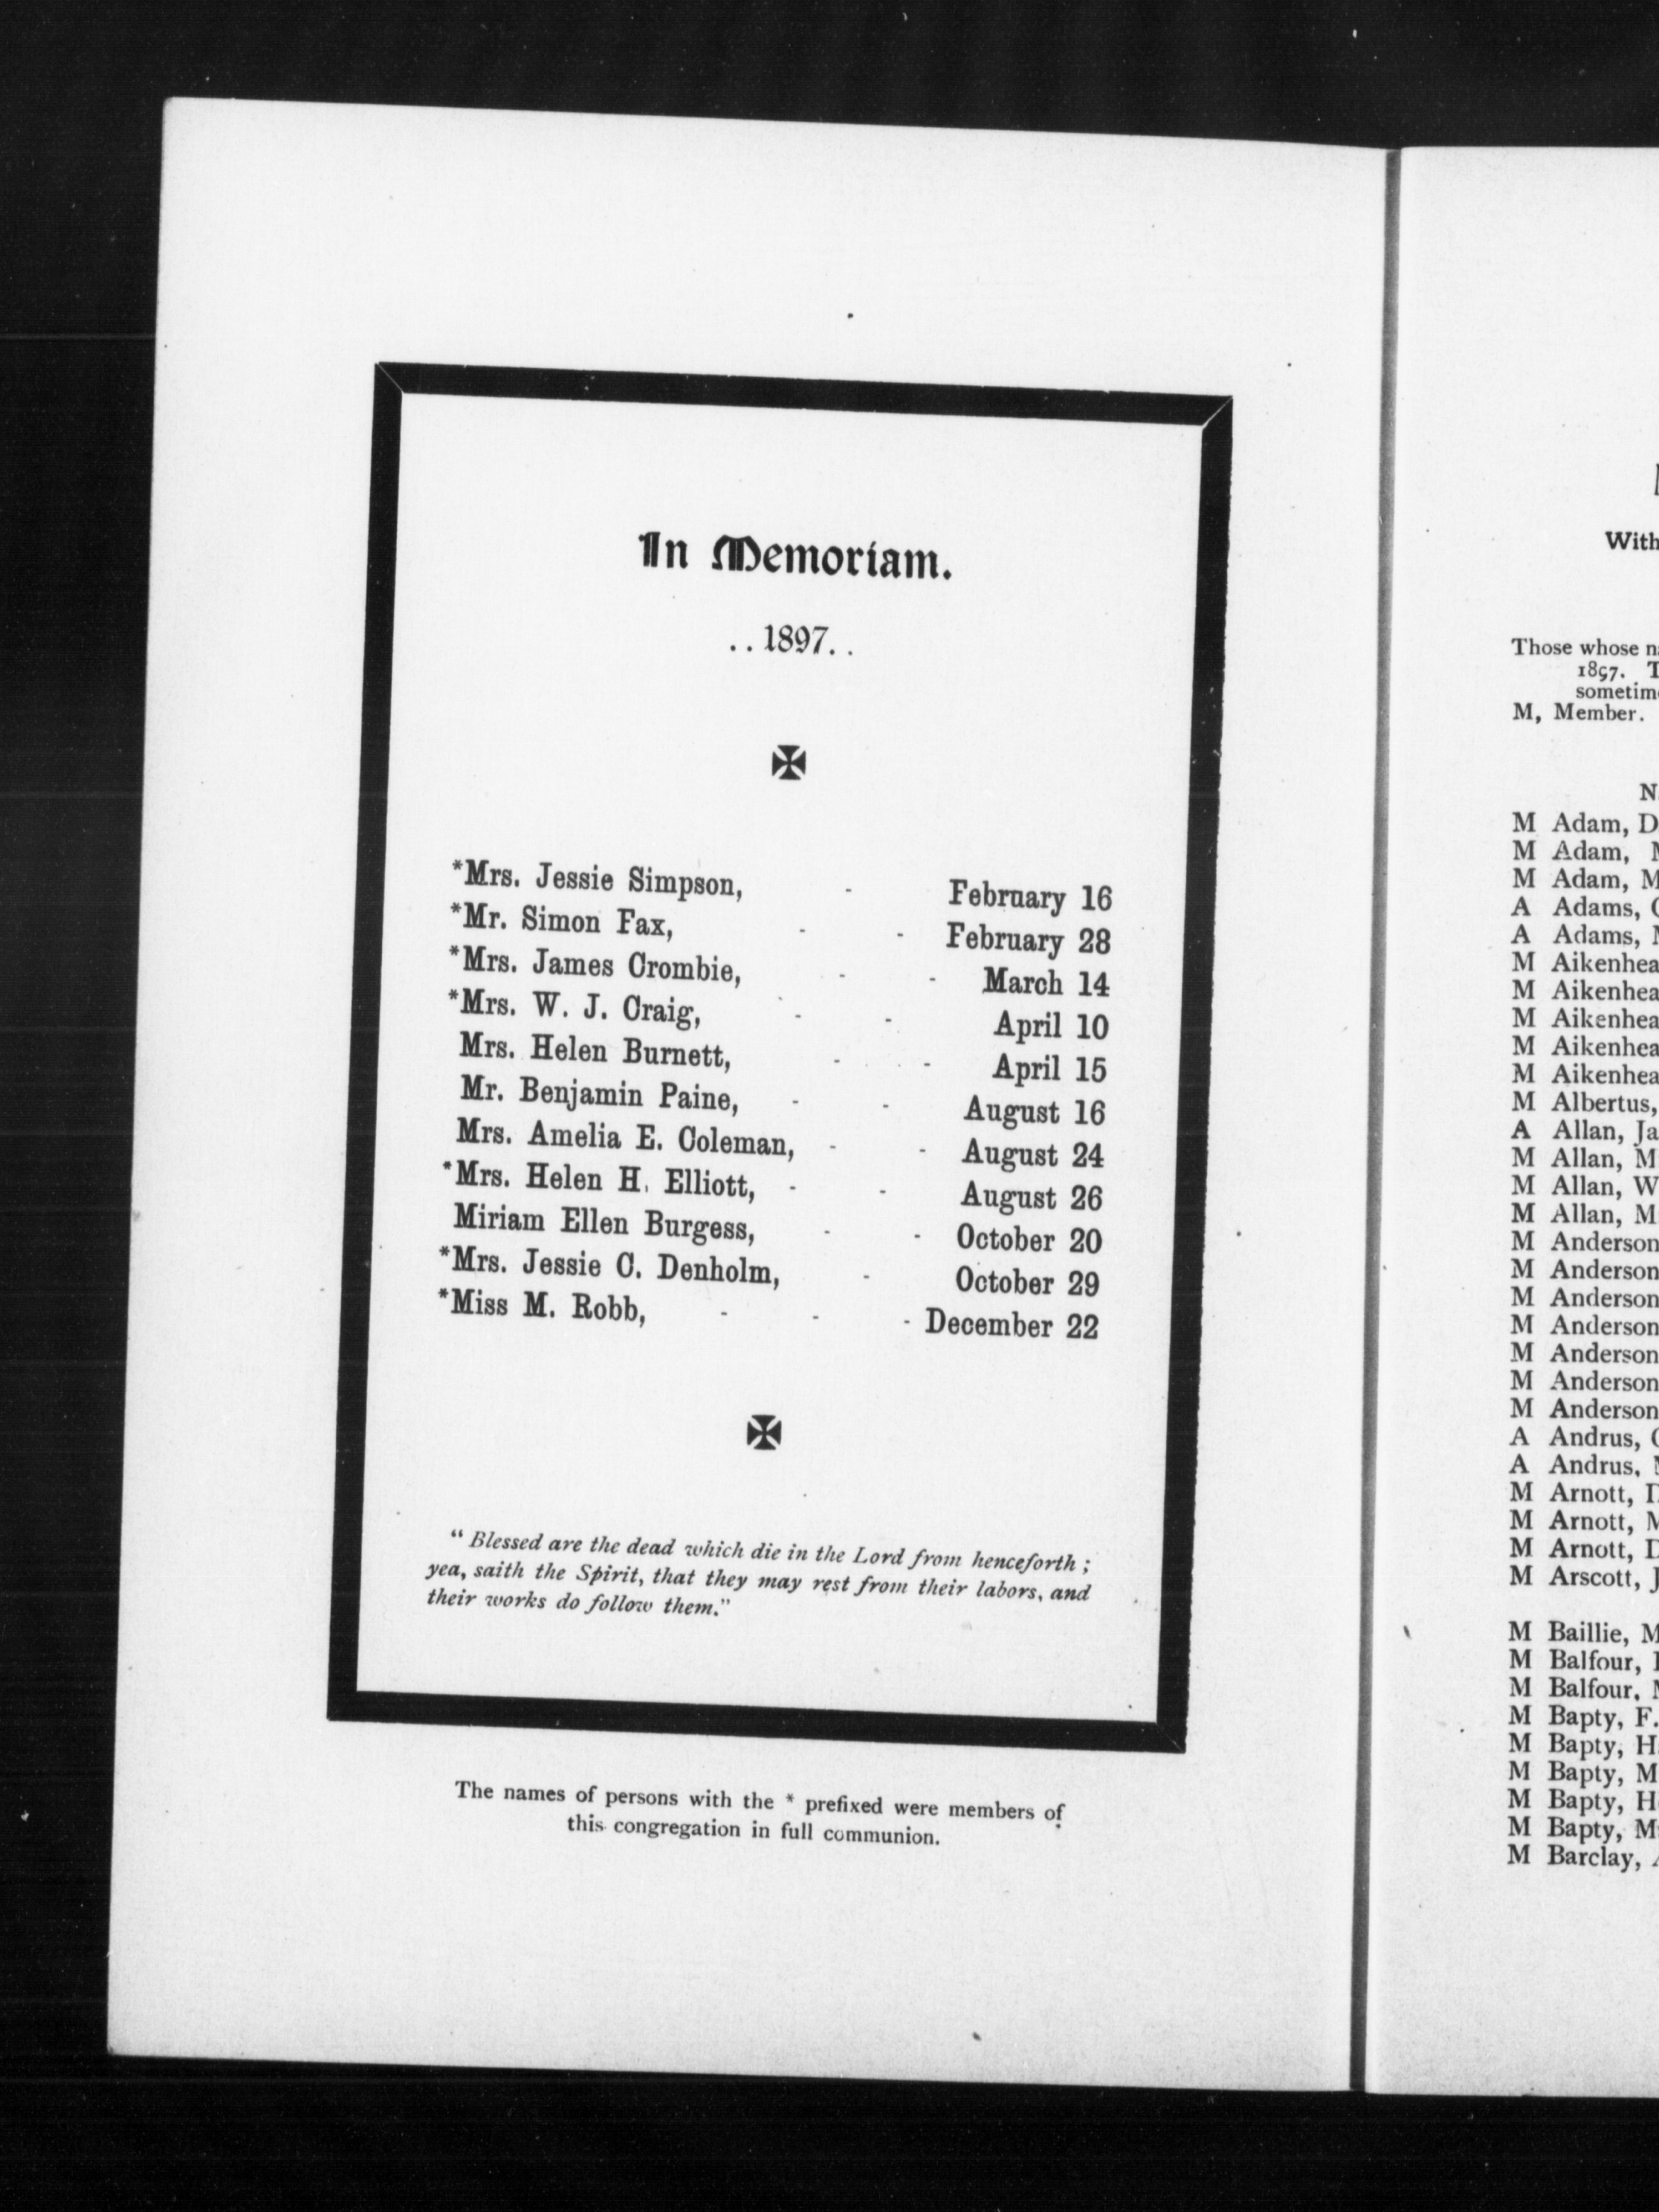 In Memoriam.
..1897..
*Mrs. Jessie Simpson, - February 16
*Mr. Simon Fax, - - February 28
*Mrs. James Crombie, - - March 14
*Mrs. W. J. Craig, - - April 10
Mrs. Helen Burnett, - - April 15
Mr. Benjamin Paine, - - August 16
Mrs. Amelia E. Coleman, - - August 24
*Mrs. Helen H. Elliott, - - August 26
Miriam Ellen Burgess, - - October 20
*Mrs. Jessie C. Denholm, - October 29
*Miss M. Robb, - - - December 22
" Blessed are the dead which die in the Lord from henceforth ;
yea, saith the Spirit, that they may rest from their labors, and
their works do follow them."
The names of persons with the * prefixed were members of
this congregation in full communion.
With
Those whose
1897. T
M, Member.
M Adam, D
M Adam,
M Adam, M
A Adams,
A Adams,
M
M
M
M
M
M Albertus,
A Allan, Ja
M Allan, M
M Allan, W
M Allan, M
M Anderson
M Anderson
M Anderson
M Anderson
M Anderson
M Anderson
M Anderson
A Andrus,
A Andrus,
M Arnott,
M Arnott, M
M Arnott, D
M Arscott, J
M Baillie, M
M Balfour,
M Balfour,
M Bapty, F.
M Bapty, H
M Bapty, M
M Bapty, H
M Bapty, M
M Barclay,